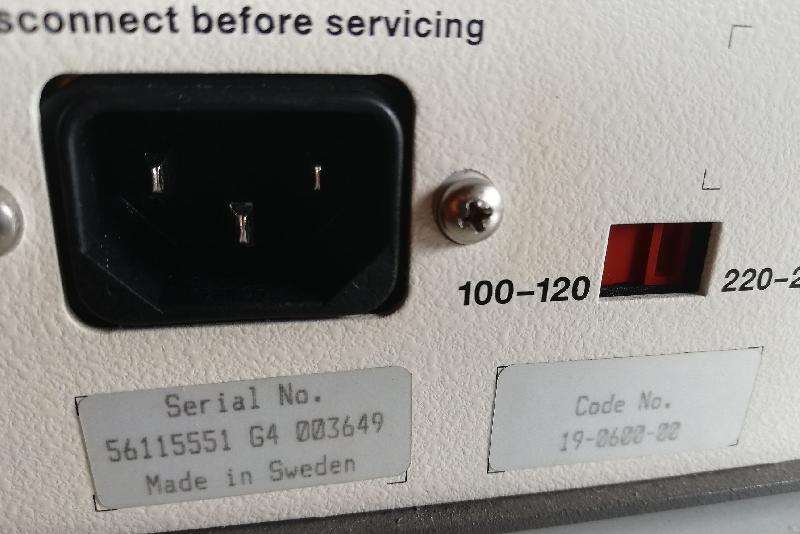 sconnect before servicing
100–120
220–2
Serial No.
56115551 G4 003649
Made in Sweden
Code No.
19-0600-00